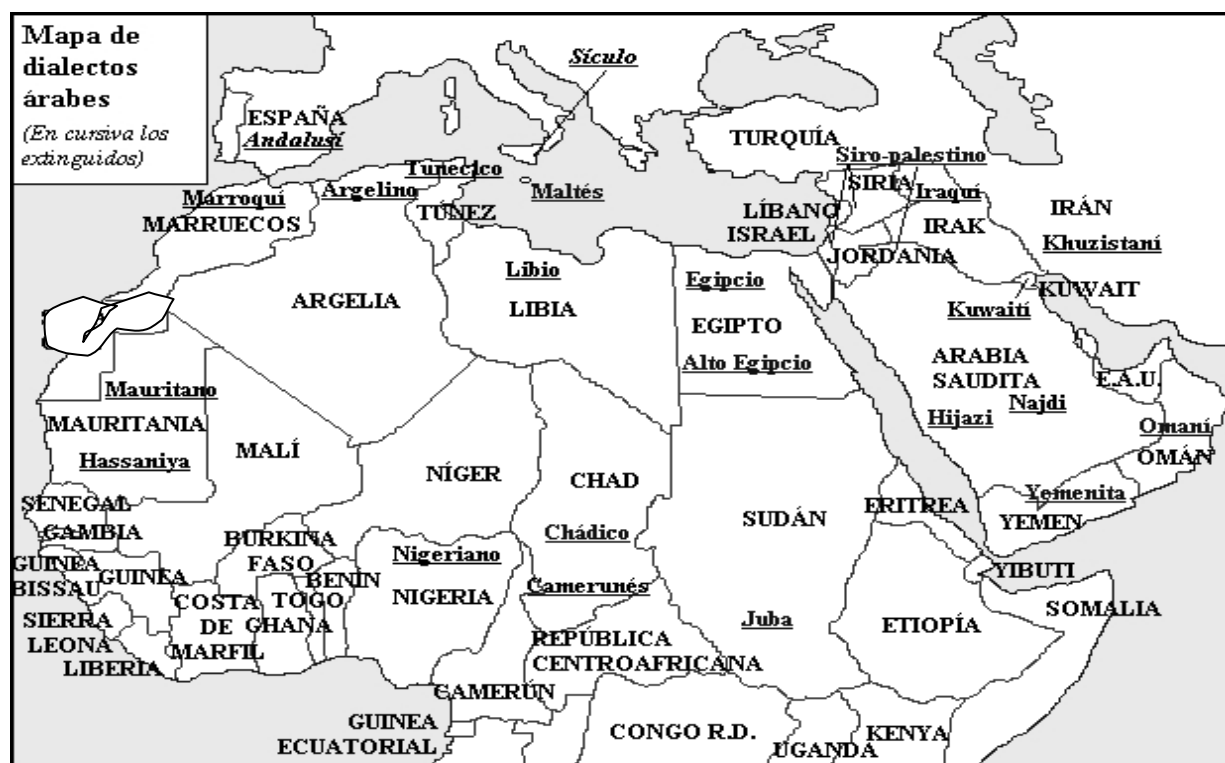 Mapa de
dialectos
árabes
(En cursiva los
extinguidos)
Sículo
ESPAÑA
Andalusí
TURQUÍA
Siro-palestino
Tunecico
Marroquí
Argelino
Maltés
SIRIA
Iraquí
MARRUECOS
TÚNEZ
LÍBANO
ISRAEL
IRAK
IRÁN
Khuzistaní
JORDANIA
Libio
LIBIA
Egipcio
EGIPTO
Alto Egipcio
ARGELIA
KUWAIT
Kuwaití
ARABIA
SAUDITA
E.A.U.
Najdi
Hijazi
Omaní
OMÁN
Mauritano
MAURITANIA
Hassaniya
MALÍ
NÍGER
CHAD
Chádico
SUDÁN
ERITREA
Yemenita
YEMEN
SENEGAL
GAMBIA
GUINEA
BISSAU
GUINEA
BURKINA
FASO
BENÍN
Nigeriano
NIGERIA
Camerunés
YIBUTI
SOMALIA
SIERRA
LEONA
LIBERIA
COSTA
DE
MARFIL
TOGO
GHANA
Juba
ETIOPÍA
REPÚBLICA
CENTROAFRICANA
CAMERÚN
GUINEA
ECUATORIAL
CONGO R.D.
UGANDA
KENYA